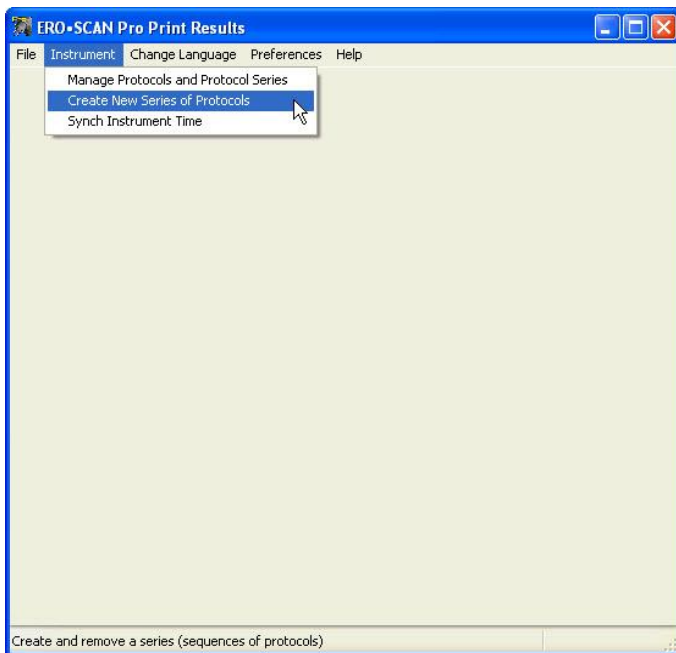 ERO•SCAN Pro Print Results
File Instrument Change Language Preferences Help
Manage Protocols and Protocol Series
Create New Series of Protocols
Synch Instrument Time
Create and remove a series (sequences of protocols)